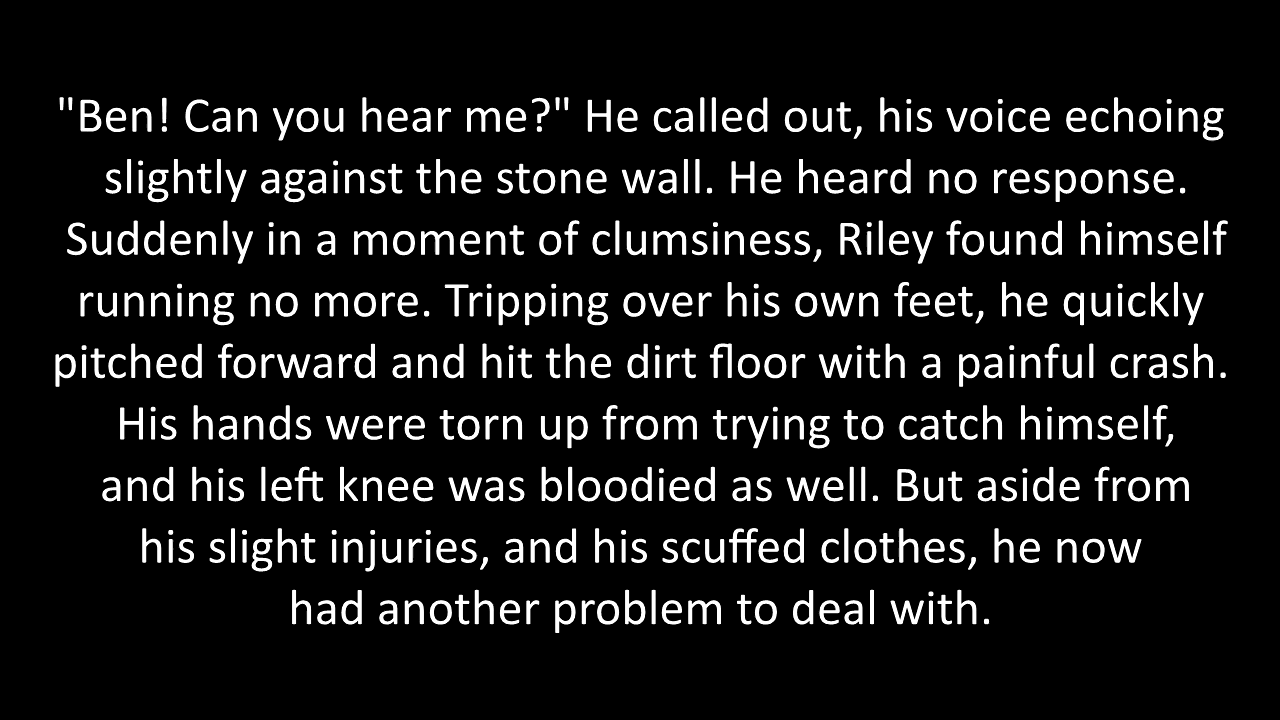 "Ben! Can you hear me?" He called out, his voice echoing
slightly against the stone wall. He heard no response.
Suddenly in a moment of clumsiness, Riley found himself
running no more. Tripping over his own feet, he quickly
pitched forward and hit the dirt floor with a painful crash.
His hands were torn up from trying to catch himself,
and his left knee was bloodied as well. But aside from
his slight injuries, and his scuffed clothes, he now
had another problem to deal with.